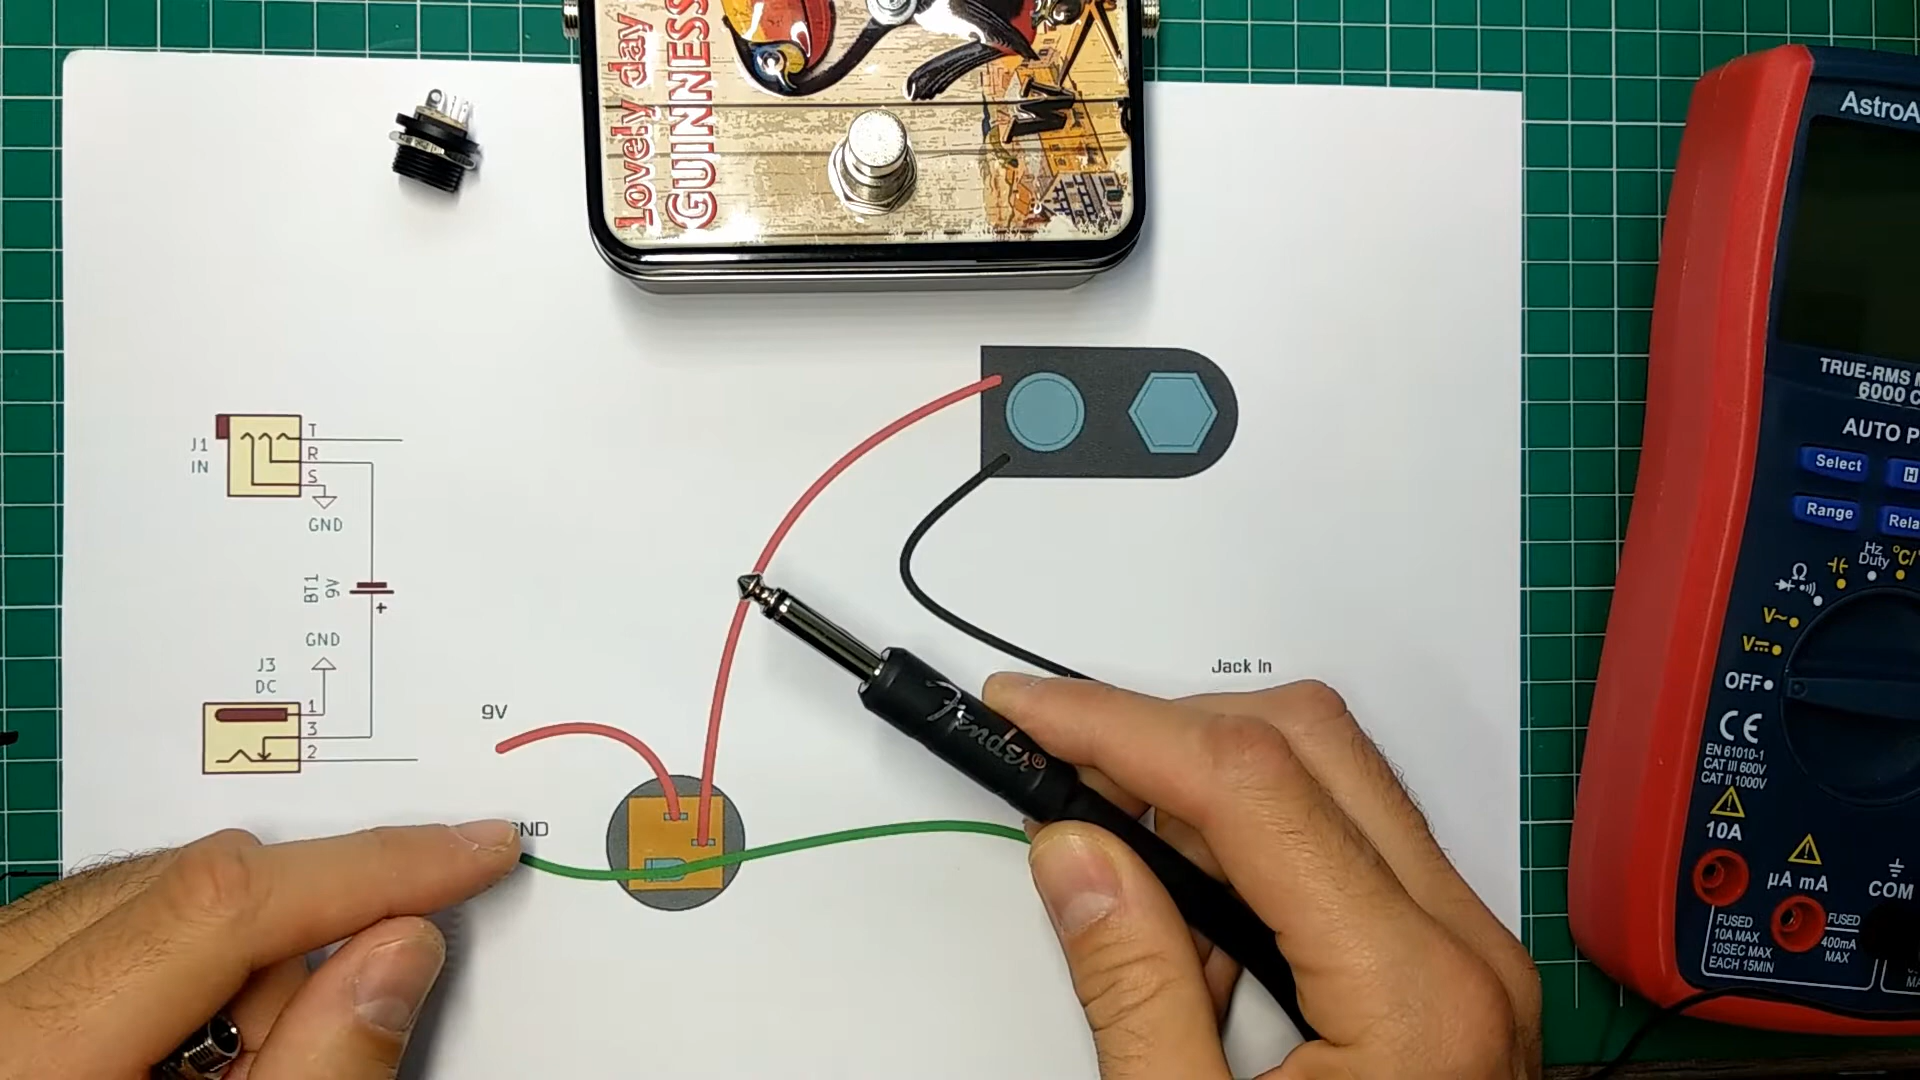 Lovely day
GUINNESS
J1
IN
T
R
S
GND
BT1
9V
+
GND
J3
DC
1
3
2
9V
GND
Jack In
Fender®
AstroA
TRUE-RMS
6000 C
AUTO P
Select
H
Range
Rela
Hz
Duty
°C/
Ω
V~
V
OFF
CE
EN 61010-1
CAT III 600V
CAT II 1000V
10A
µA mA
COM
FUSED
10A MAX
10SEC MAX
EACH 15MIN
FUSED
400mA
MAX